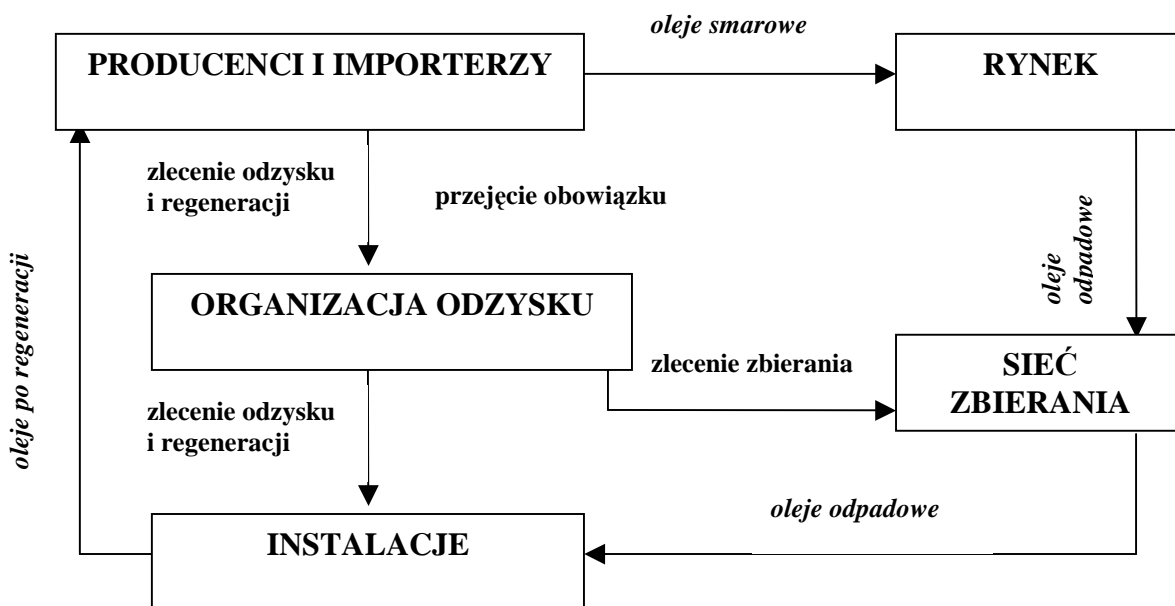 oleje smarowe
PRODUCENCI I IMPORTERZY
RYNEK
zlecenie odzysku
i regeneracji
przejęcie obowiązku
oleje po regeneracji
oleje
odpadowe
ORGANIZACJA ODZYSKU
zlecenie zbierania
SIEĆ
ZBIERANIA
zlecenie odzysku
i regeneracji
oleje odpadowe
INSTALACJE